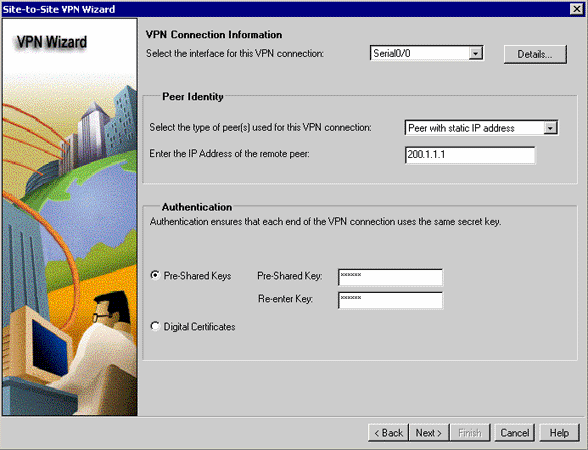 Site-to-Site VPN Wizard
VPN Wizard
VPN Connection Information
Select the interface for this VPN connection:
Serial0/0
Details...
Peer Identity
Select the type of peer(s) used for this VPN connection:
Peer with static IP address
Enter the IP Address of the remote peer:
200.1.1.1
Authentication
Authentication ensures that each end of the VPN connection uses the same secret key.
Pre-Shared Keys
Pre-Shared Key:
××××××
Re-enter Key:
××××××
Digital Certificates
< Back
Next >
Finish
Cancel
Help